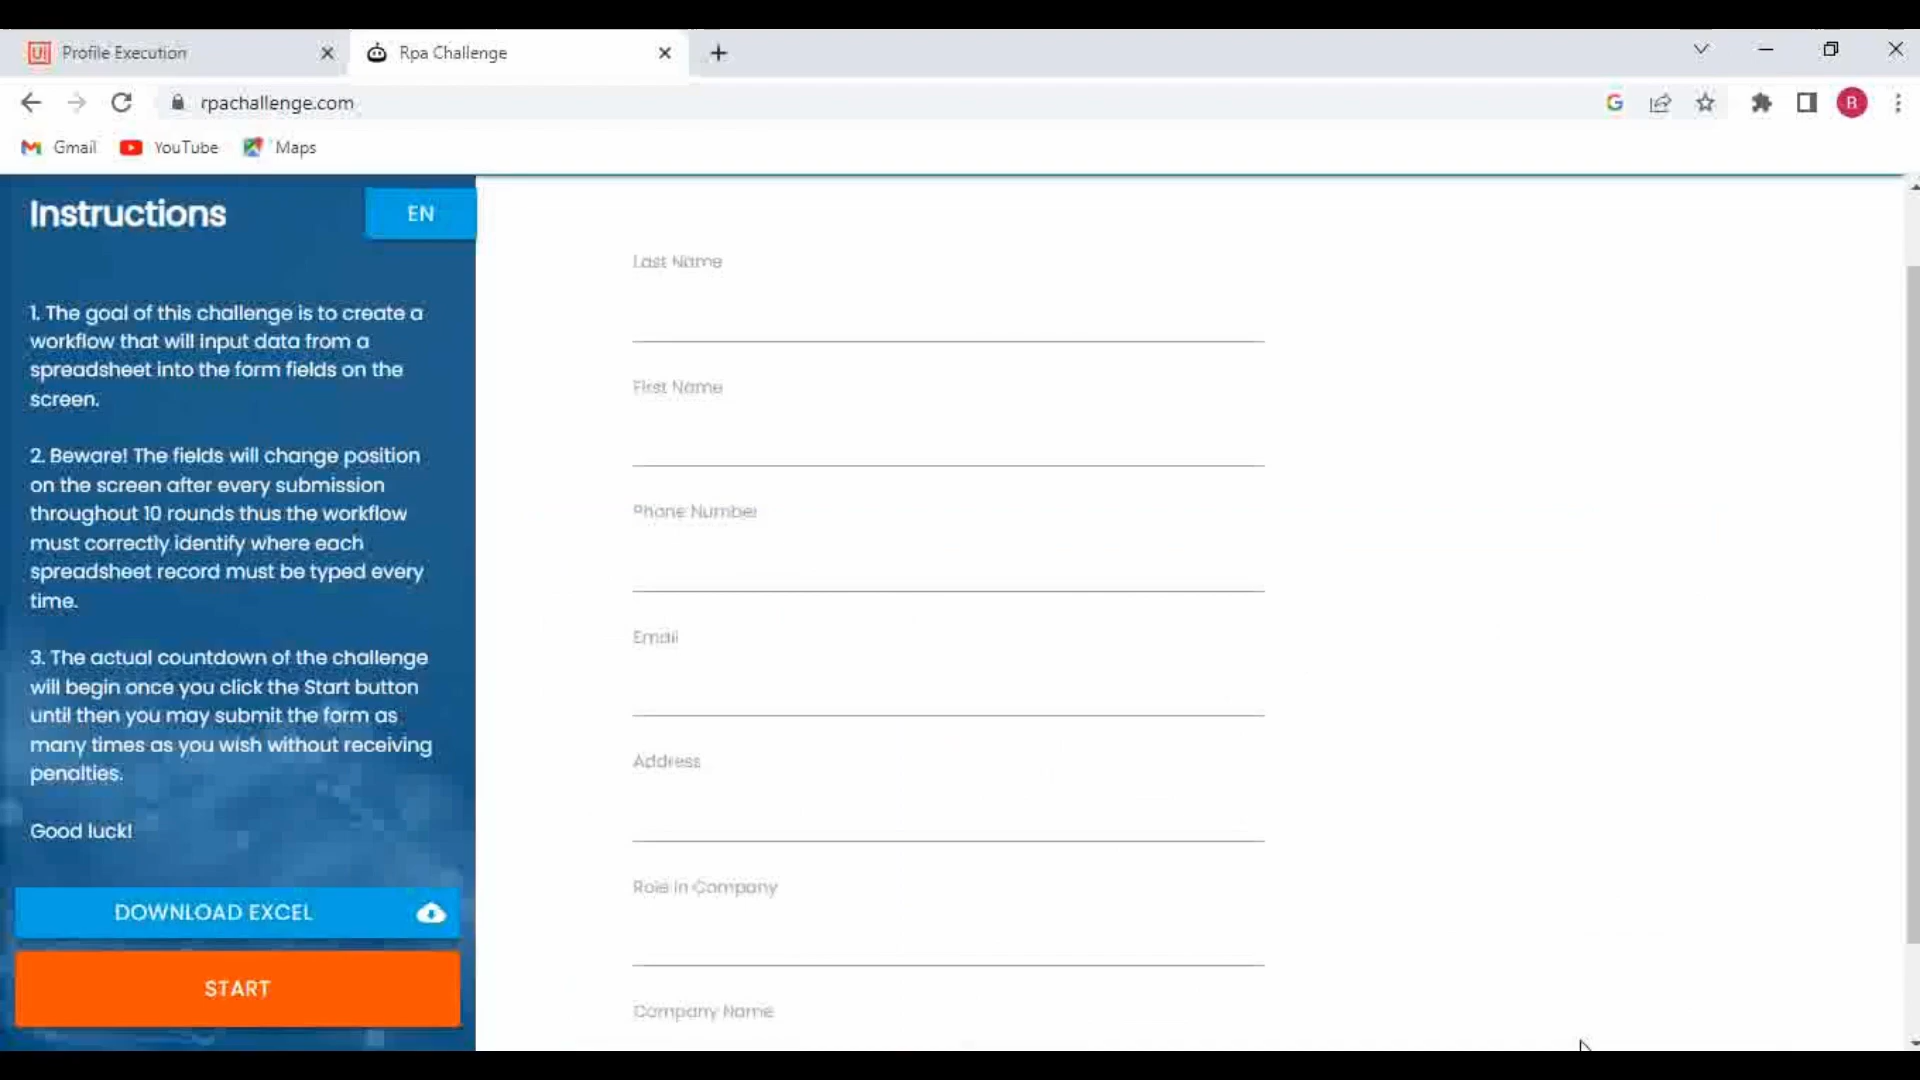 Profile Execution
Rpa Challenge
rpachallenge.com
G
R
Gmail
YouTube
Maps
Instructions
EN
1. The goal of this challenge is to create a
workflow that will input data from a
spreadsheet into the form fields on the
screen.
2. Beware! The fields will change position
on the screen after every submission
throughout 10 rounds thus the workflow
must correctly identify where each
spreadsheet record must be typed every
time.
3. The actual countdown of the challenge
will begin once you click the Start button
until then you may submit the form as
many times as you wish without receiving
penalties.
Good luck!
DOWNLOAD EXCEL
START
Last Name
First Name
Phone Number
Email
Address
Role in Company
Company Name